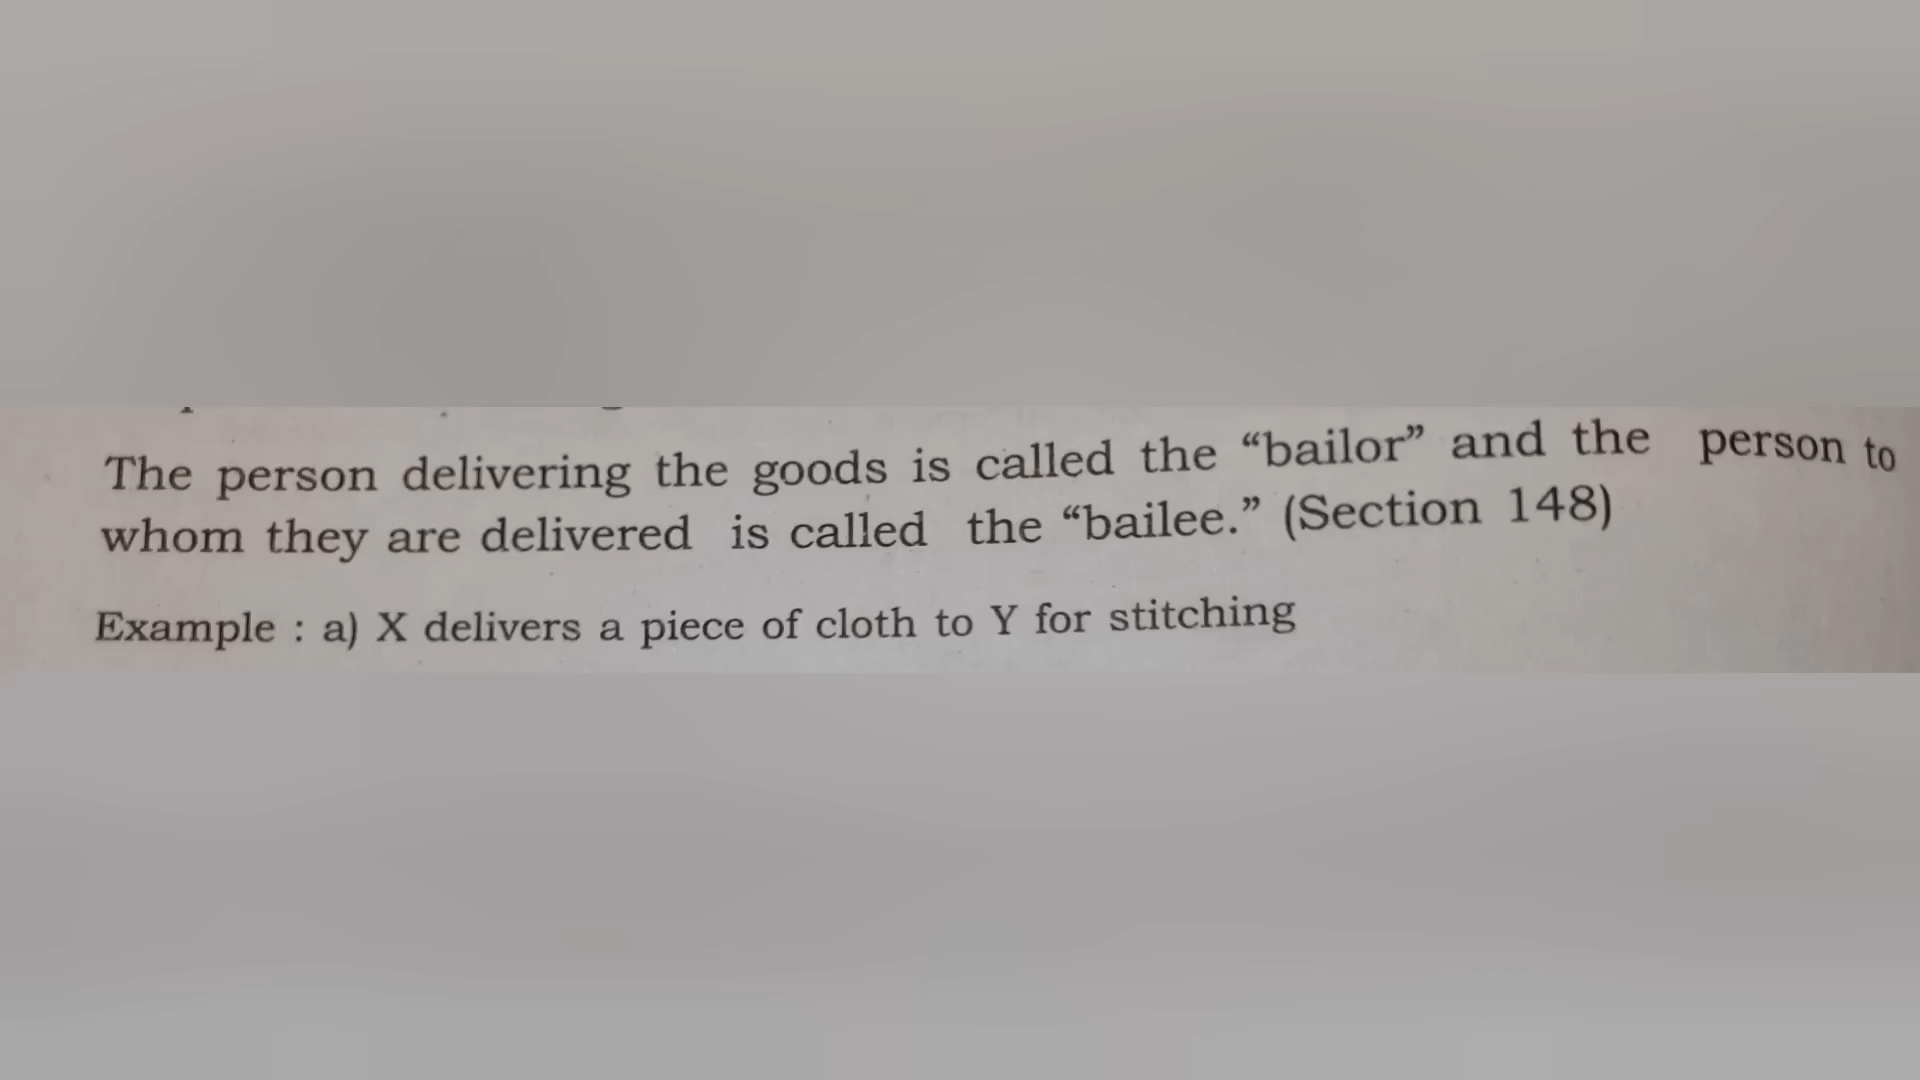 The person delivering the goods is called the “bailor” and the person to
whom they are delivered is called the “bailee.” (Section 148)
Example : a) X delivers a piece of cloth to Y for stitching